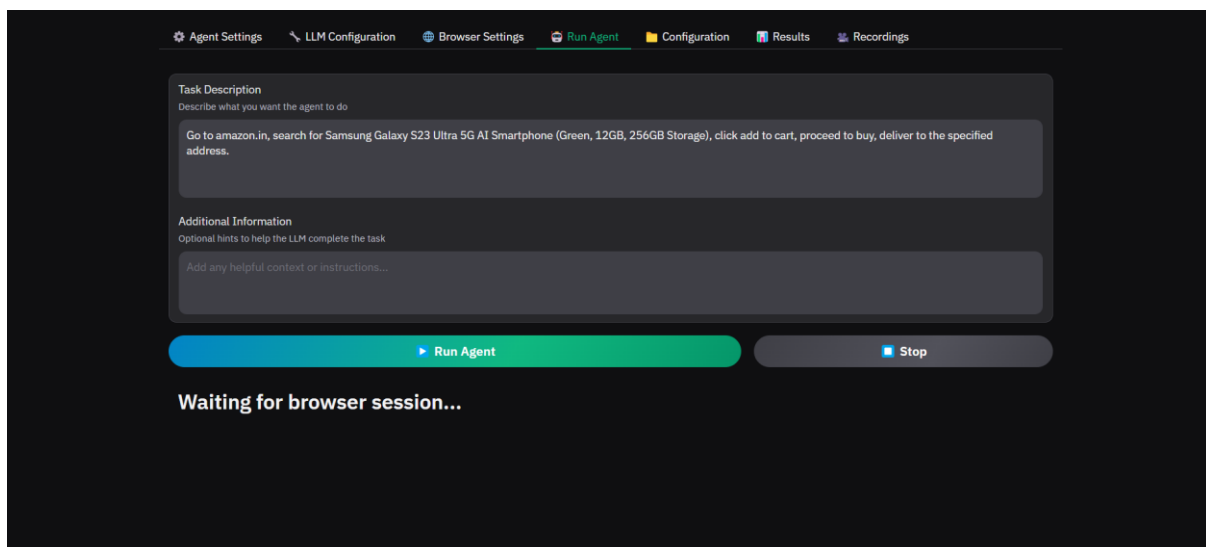 Agent Settings
LLM Configuration
Browser Settings
Run Agent
Configuration
Results
Recordings
Task Description
Describe what you want the agent to do
Go to amazon.in, search for Samsung Galaxy S23 Ultra 5G AI Smartphone (Green, 12GB, 256GB Storage), click add to cart, proceed to buy, deliver to the specified
address.
Additional Information
Optional hints to help the LLM complete the task
Add any helpful context or instructions...
Run Agent
Stop
Waiting for browser session...